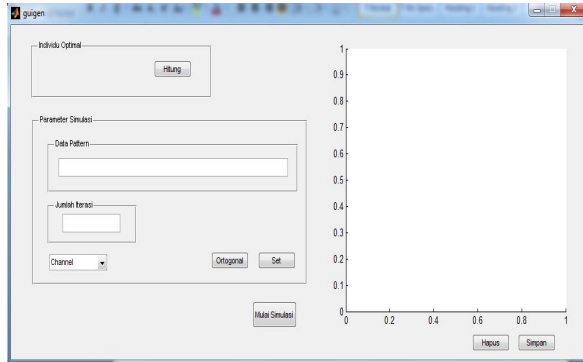 guigen
Individu Optimal
Hitung
Parameter Simulasi
Data Pattern
Jumlah Iterasi
Channel
Ortogonal
Set
Mulai Simulasi
1
0.9
0.8
0.7
0.6
0.5
0.4
0.3
0.2
0.1
0
0 0.2 0.4 0.6 0.8 1
Hapus Simpan